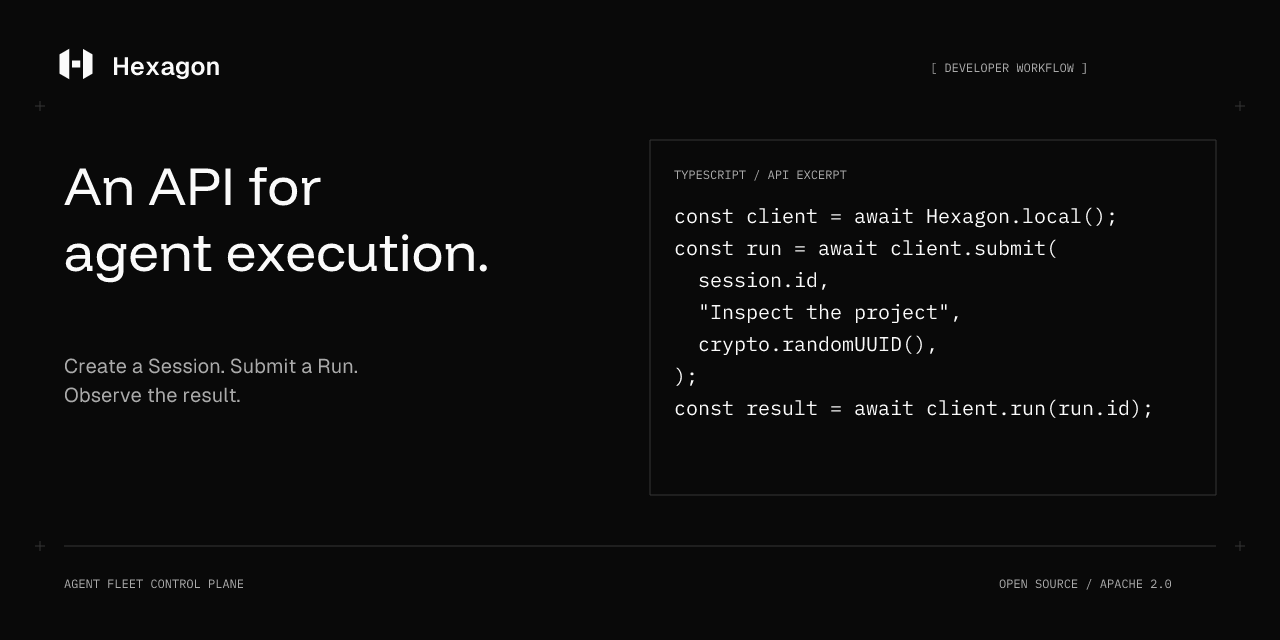 Hexagon
[ DEVELOPER WORKFLOW ]
An API for
agent execution.
Create a Session. Submit a Run.
Observe the result.
TYPESCRIPT / API EXCERPT
const client = await Hexagon.local();
const run = await client.submit(
  session.id,
  "Inspect the project",
  crypto.randomUUID(),
);
const result = await client.run(run.id);
AGENT FLEET CONTROL PLANE
OPEN SOURCE / APACHE 2.0